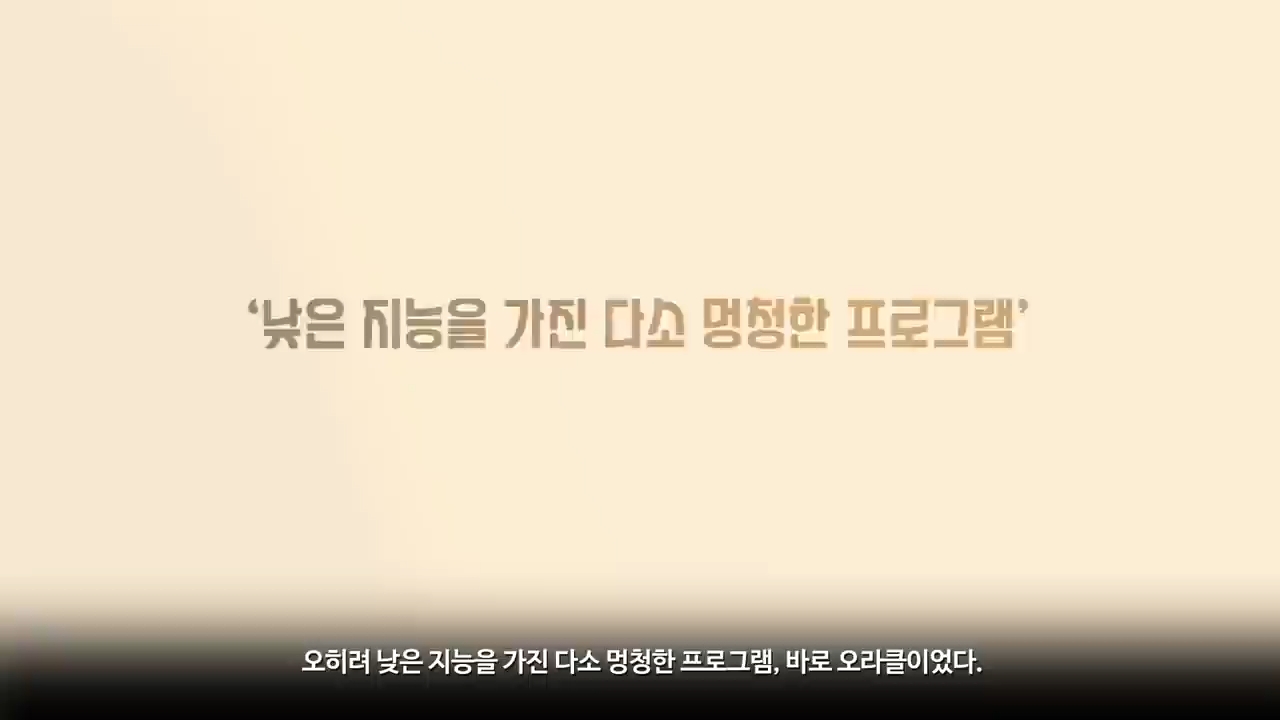 ‘낮은 지능을 가진 다소 멍청한 프로그램’
오히려 낮은 지능을 가진 다소 멍청한 프로그램, 바로 오라클이었다.